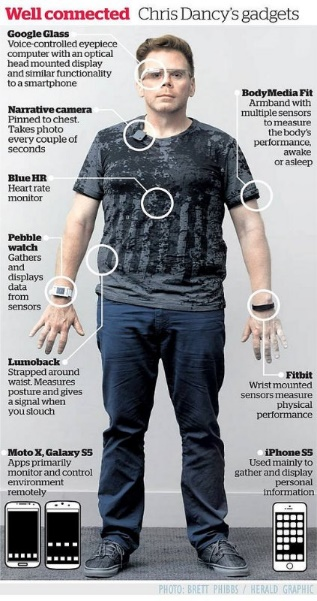 Well connected Chris Dancy's gadgets
Google Glass
Voice-controlled eyepiece
computer with an optical
head mounted display
and similar functionality
to a smartphone
Narrative camera
Pinned to chest.
Takes photo
every couple of
seconds
Blue HR
Heart rate
monitor
Pebble
watch
Gathers
and
displays
data
from
sensors
Lumoback
Strapped around
waist. Measures
posture and gives
a signal when
you slouch
Moto X, Galaxy S5
Apps primarily
monitor and control
environment
remotely
BodyMedia Fit
Armband with
multiple sensors
to measure
the body's
performance,
awake
or asleep
Fitbit
Wrist mounted
sensors measure
physical
performance
iPhone S5
Used mainly to
gather and display
personal
information
PHOTO: BRETT PHIBBS / HERALD GRAPHIC